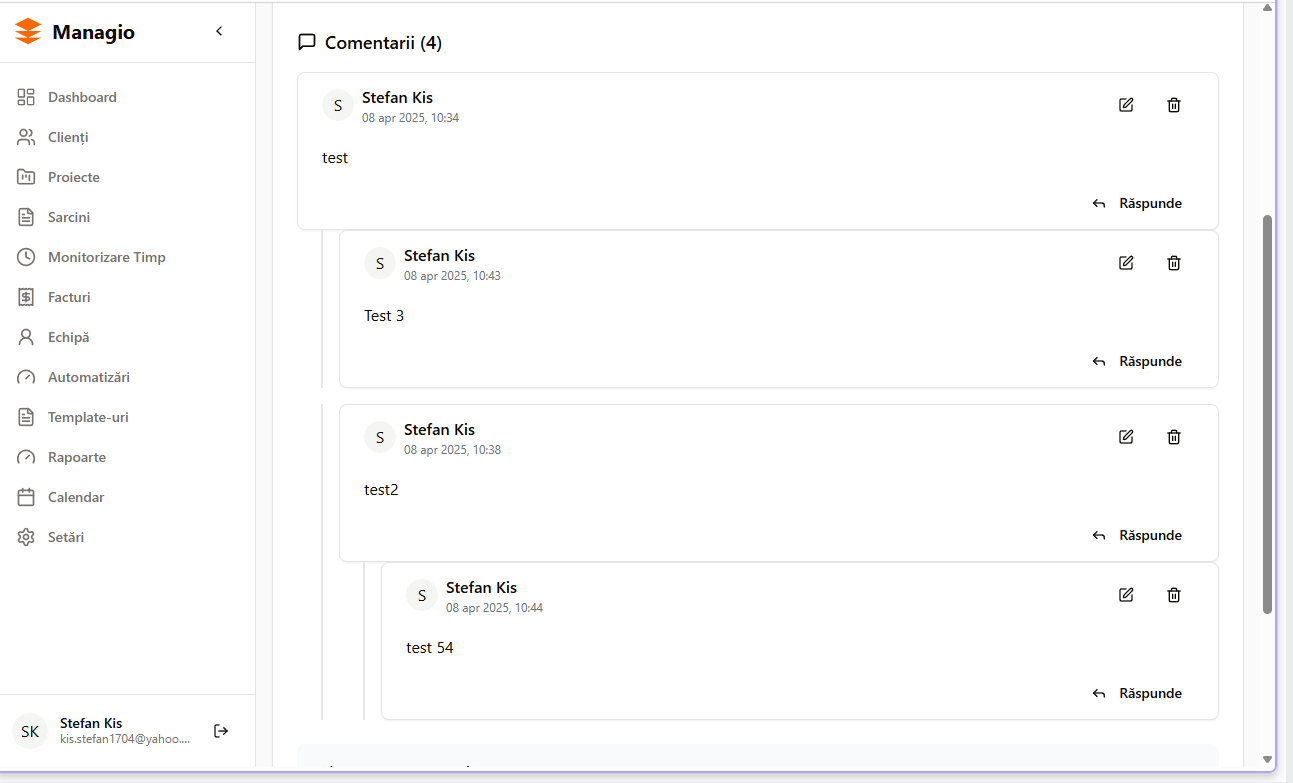 Managio
Dashboard
Clienți
Proiecte
Sarcini
Monitorizare Timp
Facturi
Echipă
Automatizări
Template-uri
Rapoarte
Calendar
Setări
SK
Stefan Kis
kis.stefan1704@yahoo....
Comentarii (4)
S
Stefan Kis
08 apr 2025, 10:34
test
Răspunde
S
Stefan Kis
08 apr 2025, 10:43
Test 3
Răspunde
S
Stefan Kis
08 apr 2025, 10:38
test2
Răspunde
S
Stefan Kis
08 apr 2025, 10:44
test 54
Răspunde